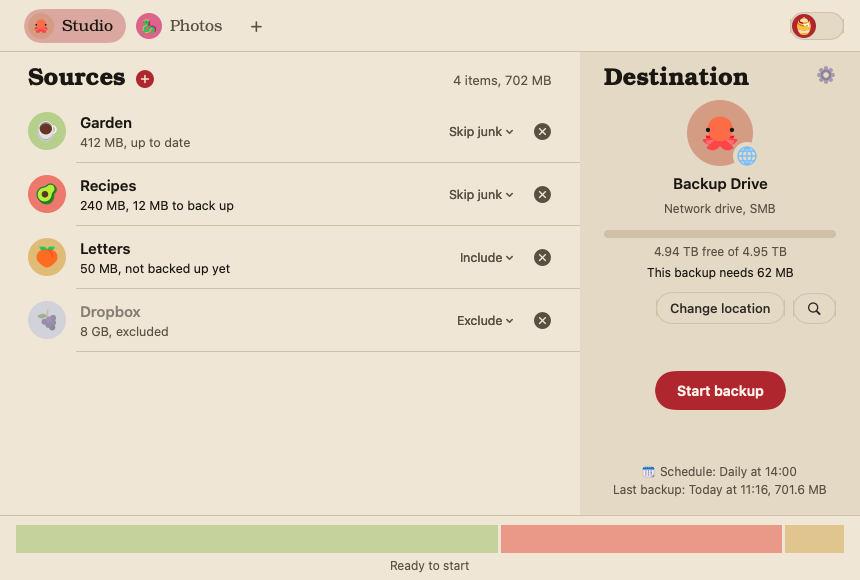 Studio
Photos
+
Sources
4 items, 702 MB
Garden
412 MB, up to date
Skip junk
Recipes
240 MB, 12 MB to back up
Skip junk
Letters
50 MB, not backed up yet
Include
Dropbox
8 GB, excluded
Exclude
Destination
Backup Drive
Network drive, SMB
4.94 TB free of 4.95 TB
This backup needs 62 MB
Change location
Start backup
Schedule: Daily at 14:00
Last backup: Today at 11:16, 701.6 MB
Ready to start